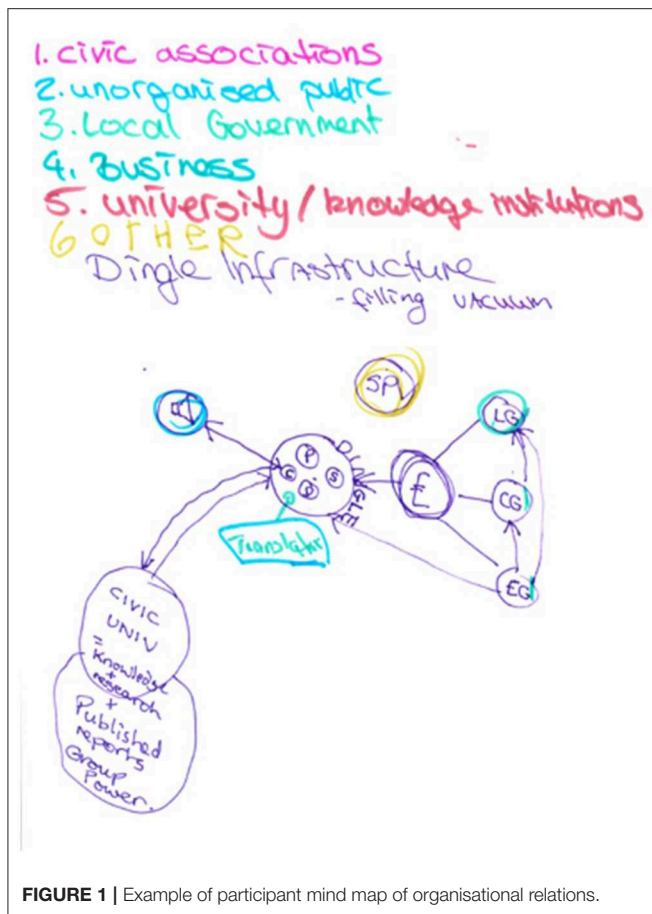 1. civic associations
2. unorganised public
3. Local Government
4. Business
5. university / knowledge institutions
6 OTHER
Dingle Infrastructure
- filling vacuum
SP
LG
DINGLE
P
S
C
£
CG
Translator
EG
CIVIC
UNIV
= Knowledge
+
research
+
Published
reports
Group
Power.
FIGURE 1 | Example of participant mind map of organisational relations.